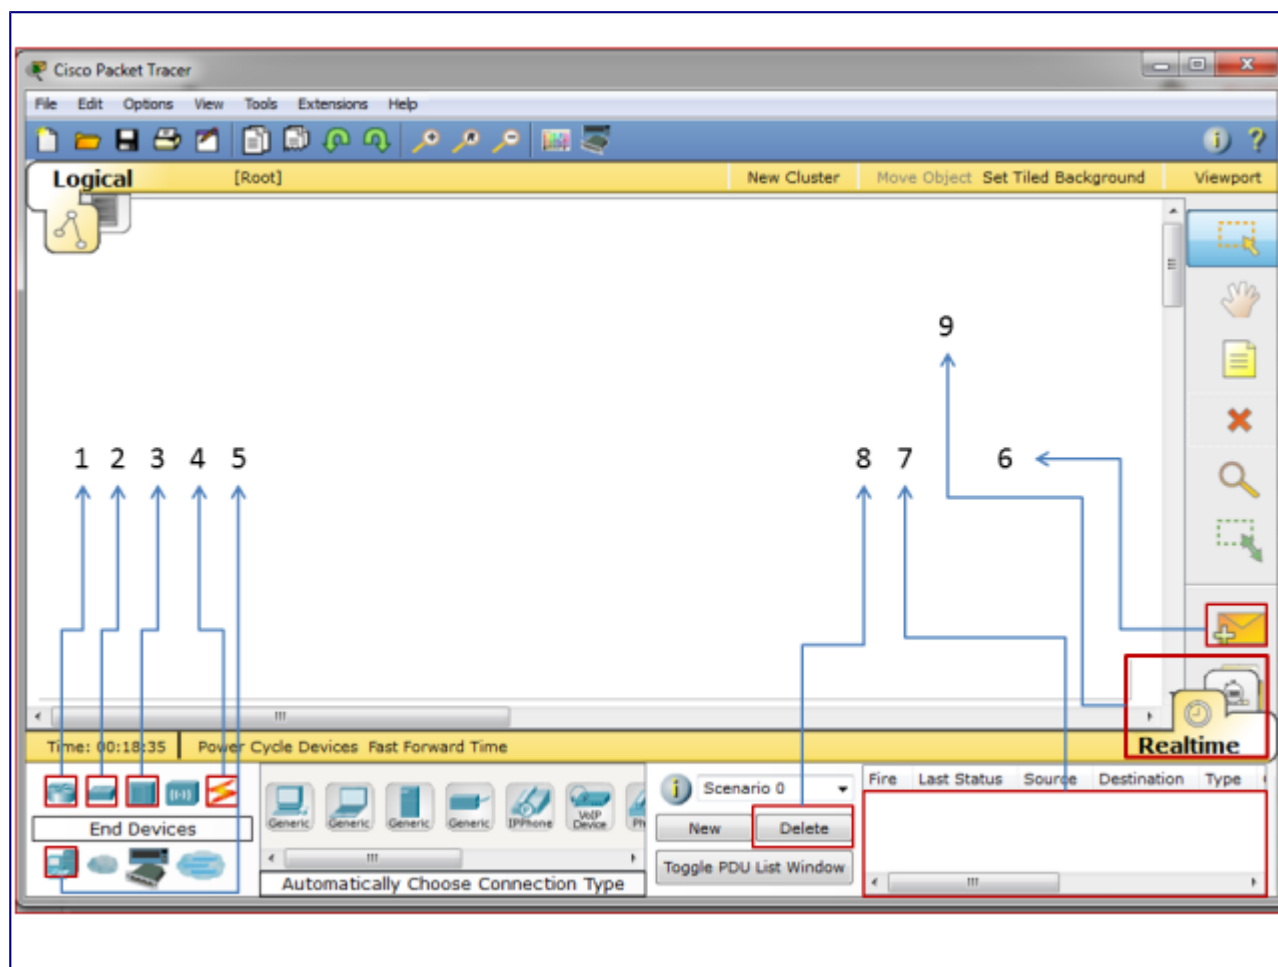 Cisco Packet Tracer
File Edit Options View Tools Extensions Help
Logical [Root] New Cluster Move Object Set Tiled Background Viewport
9
1 2 3 4 5 8 7 6
Realtime
Time: 00:18:35 Power Cycle Devices Fast Forward Time
Fire Last Status Source Destination Type
Scenario 0
Generic Generic Generic Generic IPPhone VoIP Device Ph
End Devices
New Delete
Toggle PDU List Window
Automatically Choose Connection Type